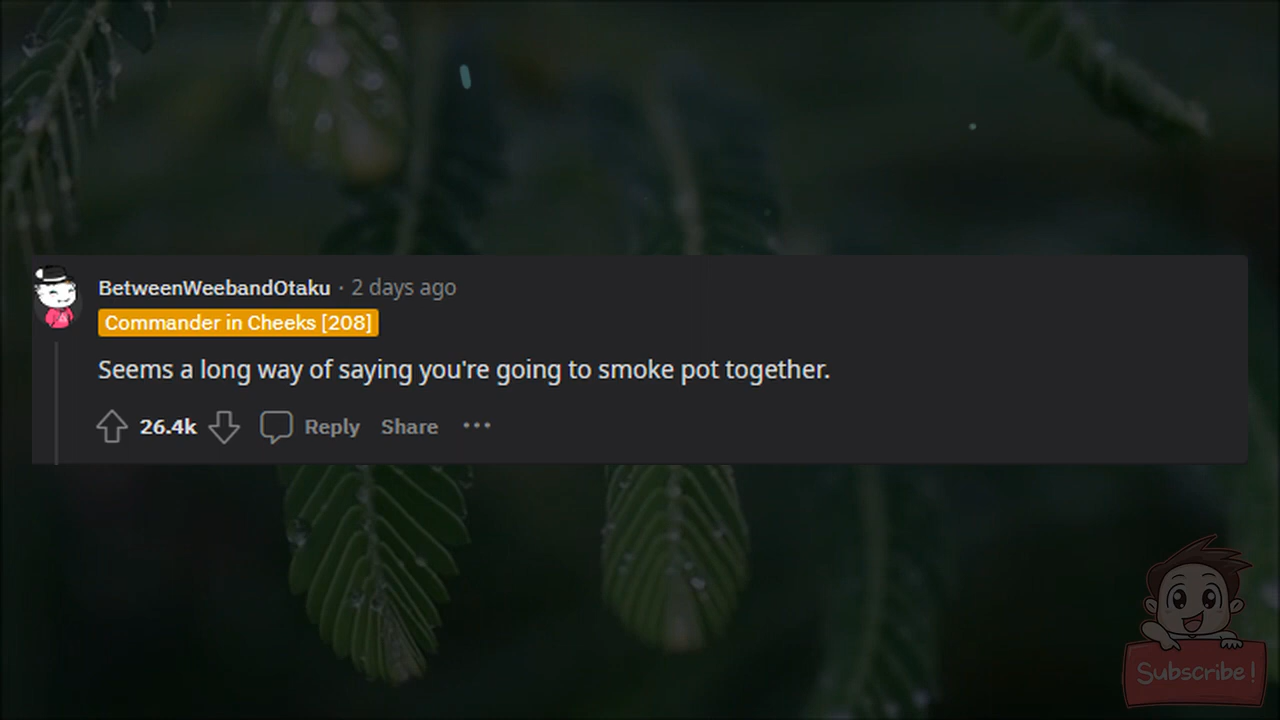 BetweenWeebandOtaku · 2 days ago
Commander in Cheeks [208]
Seems a long way of saying you're going to smoke pot together.
26.4k Reply Share •••
Subscribe!